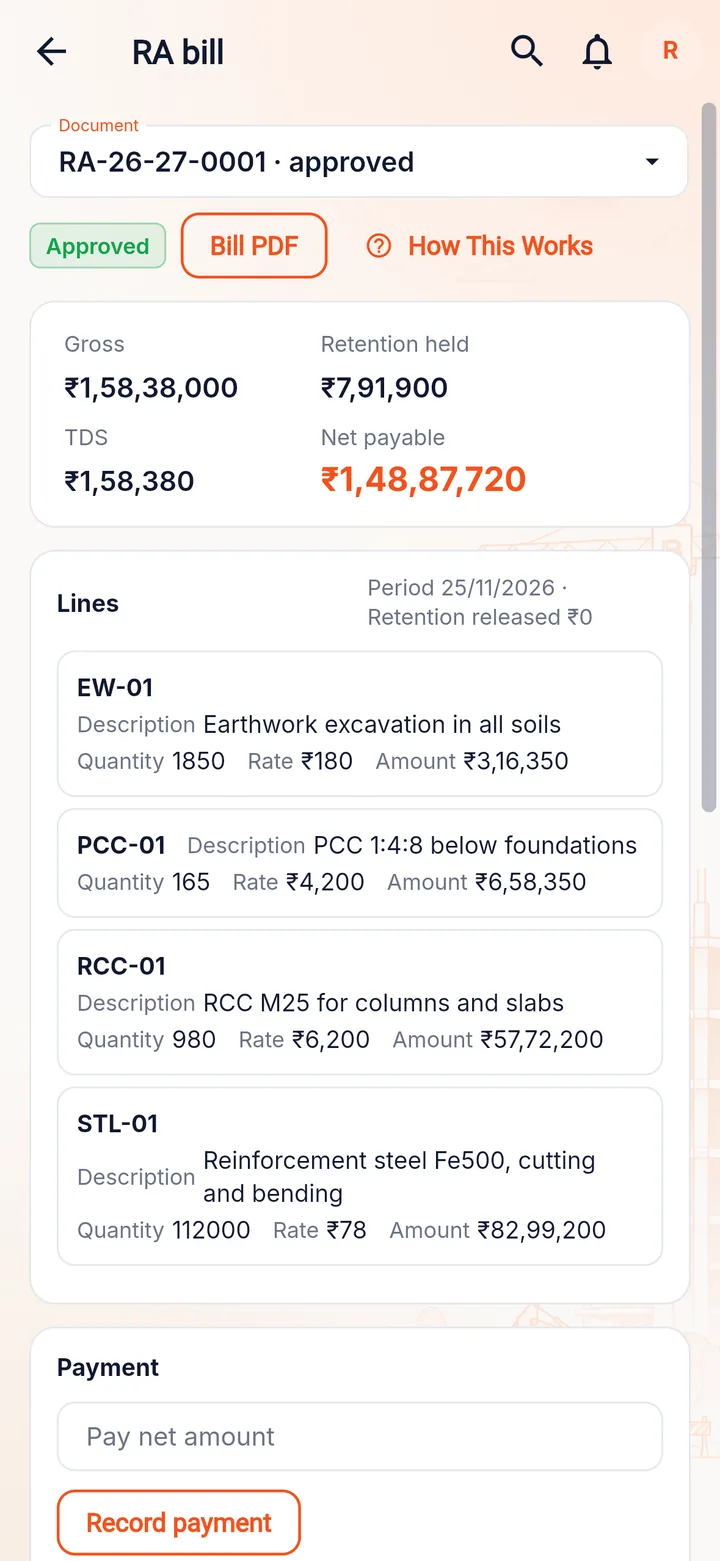 RA bill
R
Document
RA-26-27-0001 · approved
Approved
Bill PDF
How This Works
Gross
Retention held
₹1,58,38,000
₹7,91,900
TDS
Net payable
₹1,58,380
₹1,48,87,720
Lines
Period 25/11/2026 ·
Retention released ₹0
EW-01
Description Earthwork excavation in all soils
Quantity 1850 Rate ₹180 Amount ₹3,16,350
PCC-01 Description PCC 1:4:8 below foundations
Quantity 165 Rate ₹4,200 Amount ₹6,58,350
RCC-01
Description RCC M25 for columns and slabs
Quantity 980 Rate ₹6,200 Amount ₹57,72,200
STL-01
Description Reinforcement steel Fe500, cutting
and bending
Quantity 112000 Rate ₹78 Amount ₹82,99,200
Payment
Pay net amount
Record payment